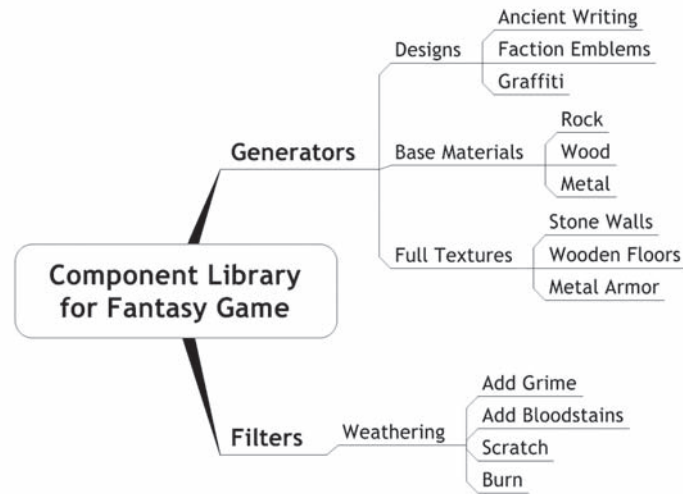 Component Library
for Fantasy Game
Generators
Designs
Ancient Writing
Faction Emblems
Graffiti
Base Materials
Rock
Wood
Metal
Full Textures
Stone Walls
Wooden Floors
Metal Armor
Filters
Weathering
Add Grime
Add Bloodstains
Scratch
Burn